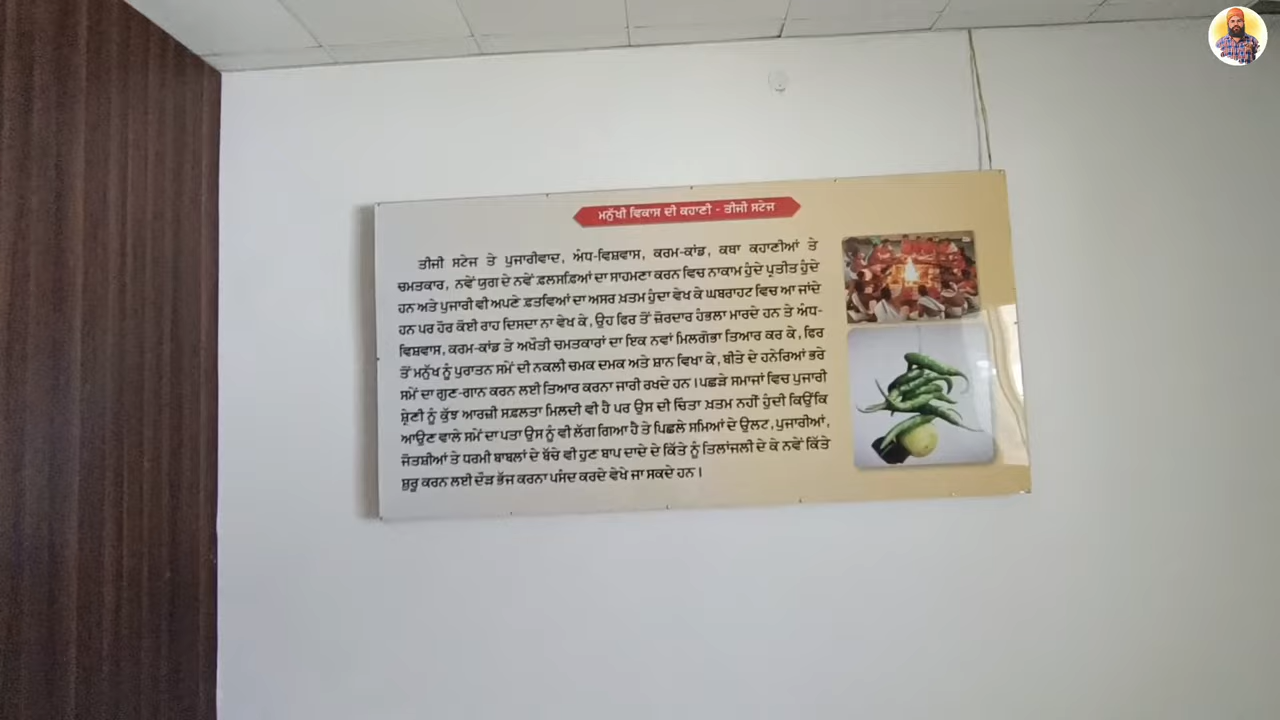 ਮਨੁੱਖੀ ਵਿਕਾਸ ਦੀ ਕਹਾਣੀ - ਤੀਜੀ ਸਟੇਜ
ਤੀਜੀ ਸਟੇਜ ਤੇ ਪੁਜਾਰੀਵਾਦ, ਅੰਧ-ਵਿਸ਼ਵਾਸ, ਕਰਮ-ਕਾਂਡ, ਕਥਾ ਕਹਾਣੀਆਂ ਤੇ
ਚਮਤਕਾਰ, ਨਵੇਂ ਯੁਗ ਦੇ ਨਵੇਂ ਫ਼ਲਸਫ਼ਿਆਂ ਦਾ ਸਾਹਮਣਾ ਕਰਨ ਵਿਚ ਨਾਕਾਮ ਹੁੰਦੇ ਪ੍ਰਤੀਤ ਹੁੰਦੇ
ਹਨ ਅਤੇ ਪੁਜਾਰੀ ਵੀ ਅਪਣੇ ਫ਼ਤਵਿਆਂ ਦਾ ਅਸਰ ਖ਼ਤਮ ਹੁੰਦਾ ਵੇਖ ਕੇ ਘਬਰਾਹਟ ਵਿਚ ਆ ਜਾਂਦੇ
ਹਨ ਪਰ ਹੋਰ ਕੋਈ ਰਾਹ ਦਿਸਦਾ ਨਾ ਵੇਖ ਕੇ, ਉਹ ਫਿਰ ਤੋਂ ਜ਼ੋਰਦਾਰ ਹੰਭਲਾ ਮਾਰਦੇ ਹਨ ਤੇ ਅੰਧ-
ਵਿਸ਼ਵਾਸ, ਕਰਮ-ਕਾਂਡ ਤੇ ਅਖੌਤੀ ਚਮਤਕਾਰਾਂ ਦਾ ਇਕ ਨਵਾਂ ਮਿਲਗੋਭਾ ਤਿਆਰ ਕਰ ਕੇ, ਫਿਰ
ਤੋਂ ਮਨੁੱਖ ਨੂੰ ਪੁਰਾਤਨ ਸਮੇਂ ਦੀ ਨਕਲੀ ਚਮਕ ਦਮਕ ਅਤੇ ਸ਼ਾਨ ਵਿਖਾ ਕੇ, ਬੀਤੇ ਦੇ ਹਨੇਰਿਆਂ ਭਰੇ
ਸਮੇਂ ਦਾ ਗੁਣ-ਗਾਨ ਕਰਨ ਲਈ ਤਿਆਰ ਕਰਨਾ ਜਾਰੀ ਰਖਦੇ ਹਨ। ਪਛੜੇ ਸਮਾਜਾਂ ਵਿਚ ਪੁਜਾਰੀ
ਸ਼੍ਰੇਣੀ ਨੂੰ ਕੁੱਝ ਆਰਜ਼ੀ ਸਫ਼ਲਤਾ ਮਿਲਦੀ ਵੀ ਹੈ ਪਰ ਉਸ ਦੀ ਚਿੰਤਾ ਖ਼ਤਮ ਨਹੀਂ ਹੁੰਦੀ ਕਿਉਂਕਿ
ਆਉਣ ਵਾਲੇ ਸਮੇਂ ਦਾ ਪਤਾ ਉਸ ਨੂੰ ਵੀ ਲੱਗ ਗਿਆ ਹੈ ਤੇ ਪਿਛਲੇ ਸਮਿਆਂ ਦੇ ਉਲਟ, ਪੁਜਾਰੀਆਂ,
ਜੋਤਸ਼ੀਆਂ ਤੇ ਧਰਮੀ ਬਾਬਲਾਂ ਦੇ ਬੱਚੇ ਵੀ ਹੁਣ ਬਾਪ ਦਾਦੇ ਦੇ ਕਿੱਤੇ ਨੂੰ ਤਿਲਾਂਜਲੀ ਦੇ ਕੇ ਨਵੇਂ ਕਿੱਤੇ
ਸ਼ੁਰੂ ਕਰਨ ਲਈ ਦੌੜ ਭੱਜ ਕਰਨਾ ਪਸੰਦ ਕਰਦੇ ਵੇਖੇ ਜਾ ਸਕਦੇ ਹਨ।